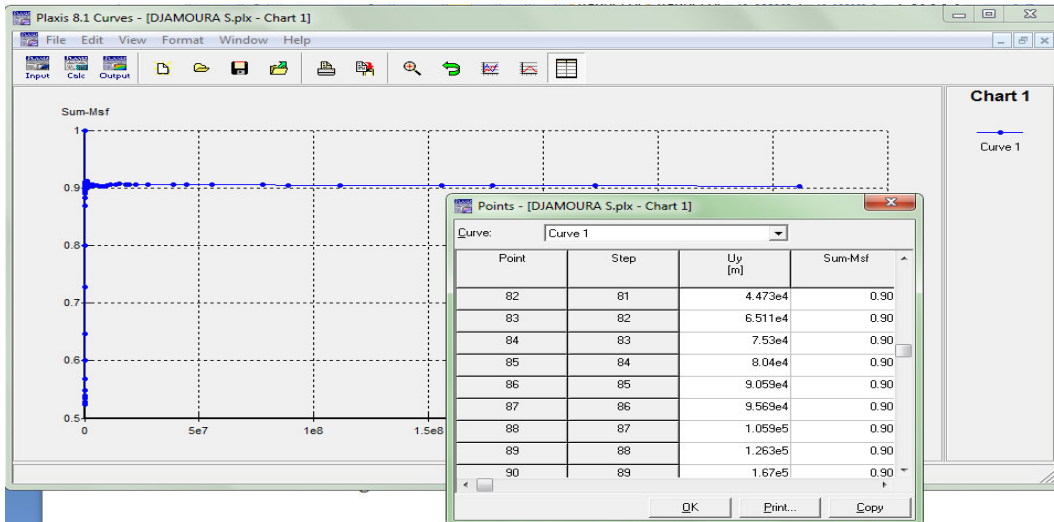 Plaxis 8.1 Curves - [DJAMOURA S.plx - Chart 1]
File Edit View Format Window Help
Input Calc Output
Chart 1
Curve 1
Sum-Msf
1
0.9
0.8
0.7
0.6
0.5
0 5e7 1e8 1.5e8
Points - [DJAMOURA S.plx - Chart 1]
Curve: Curve 1
Point Step Uy Sum-Msf
[m]
82 81 4.473e4 0.90
83 82 6.511e4 0.90
84 83 7.53e4 0.90
85 84 8.04e4 0.90
86 85 9.059e4 0.90
87 86 9.569e4 0.90
88 87 1.059e5 0.90
89 88 1.263e5 0.90
90 89 1.67e5 0.90
OK Print... Copy